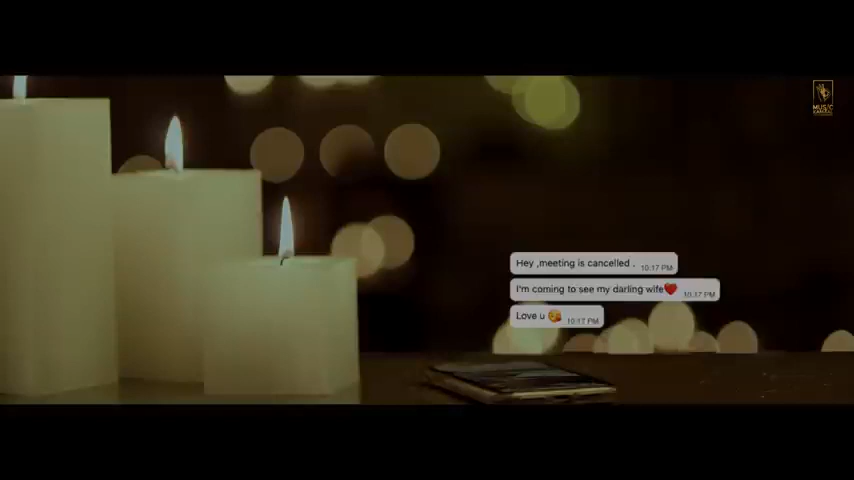 MUSIC
Hey ,meeting is cancelled . 10:17 PM
I'm coming to see my darling wife❤️ 10:17 PM
Love u 😘 10:17 PM